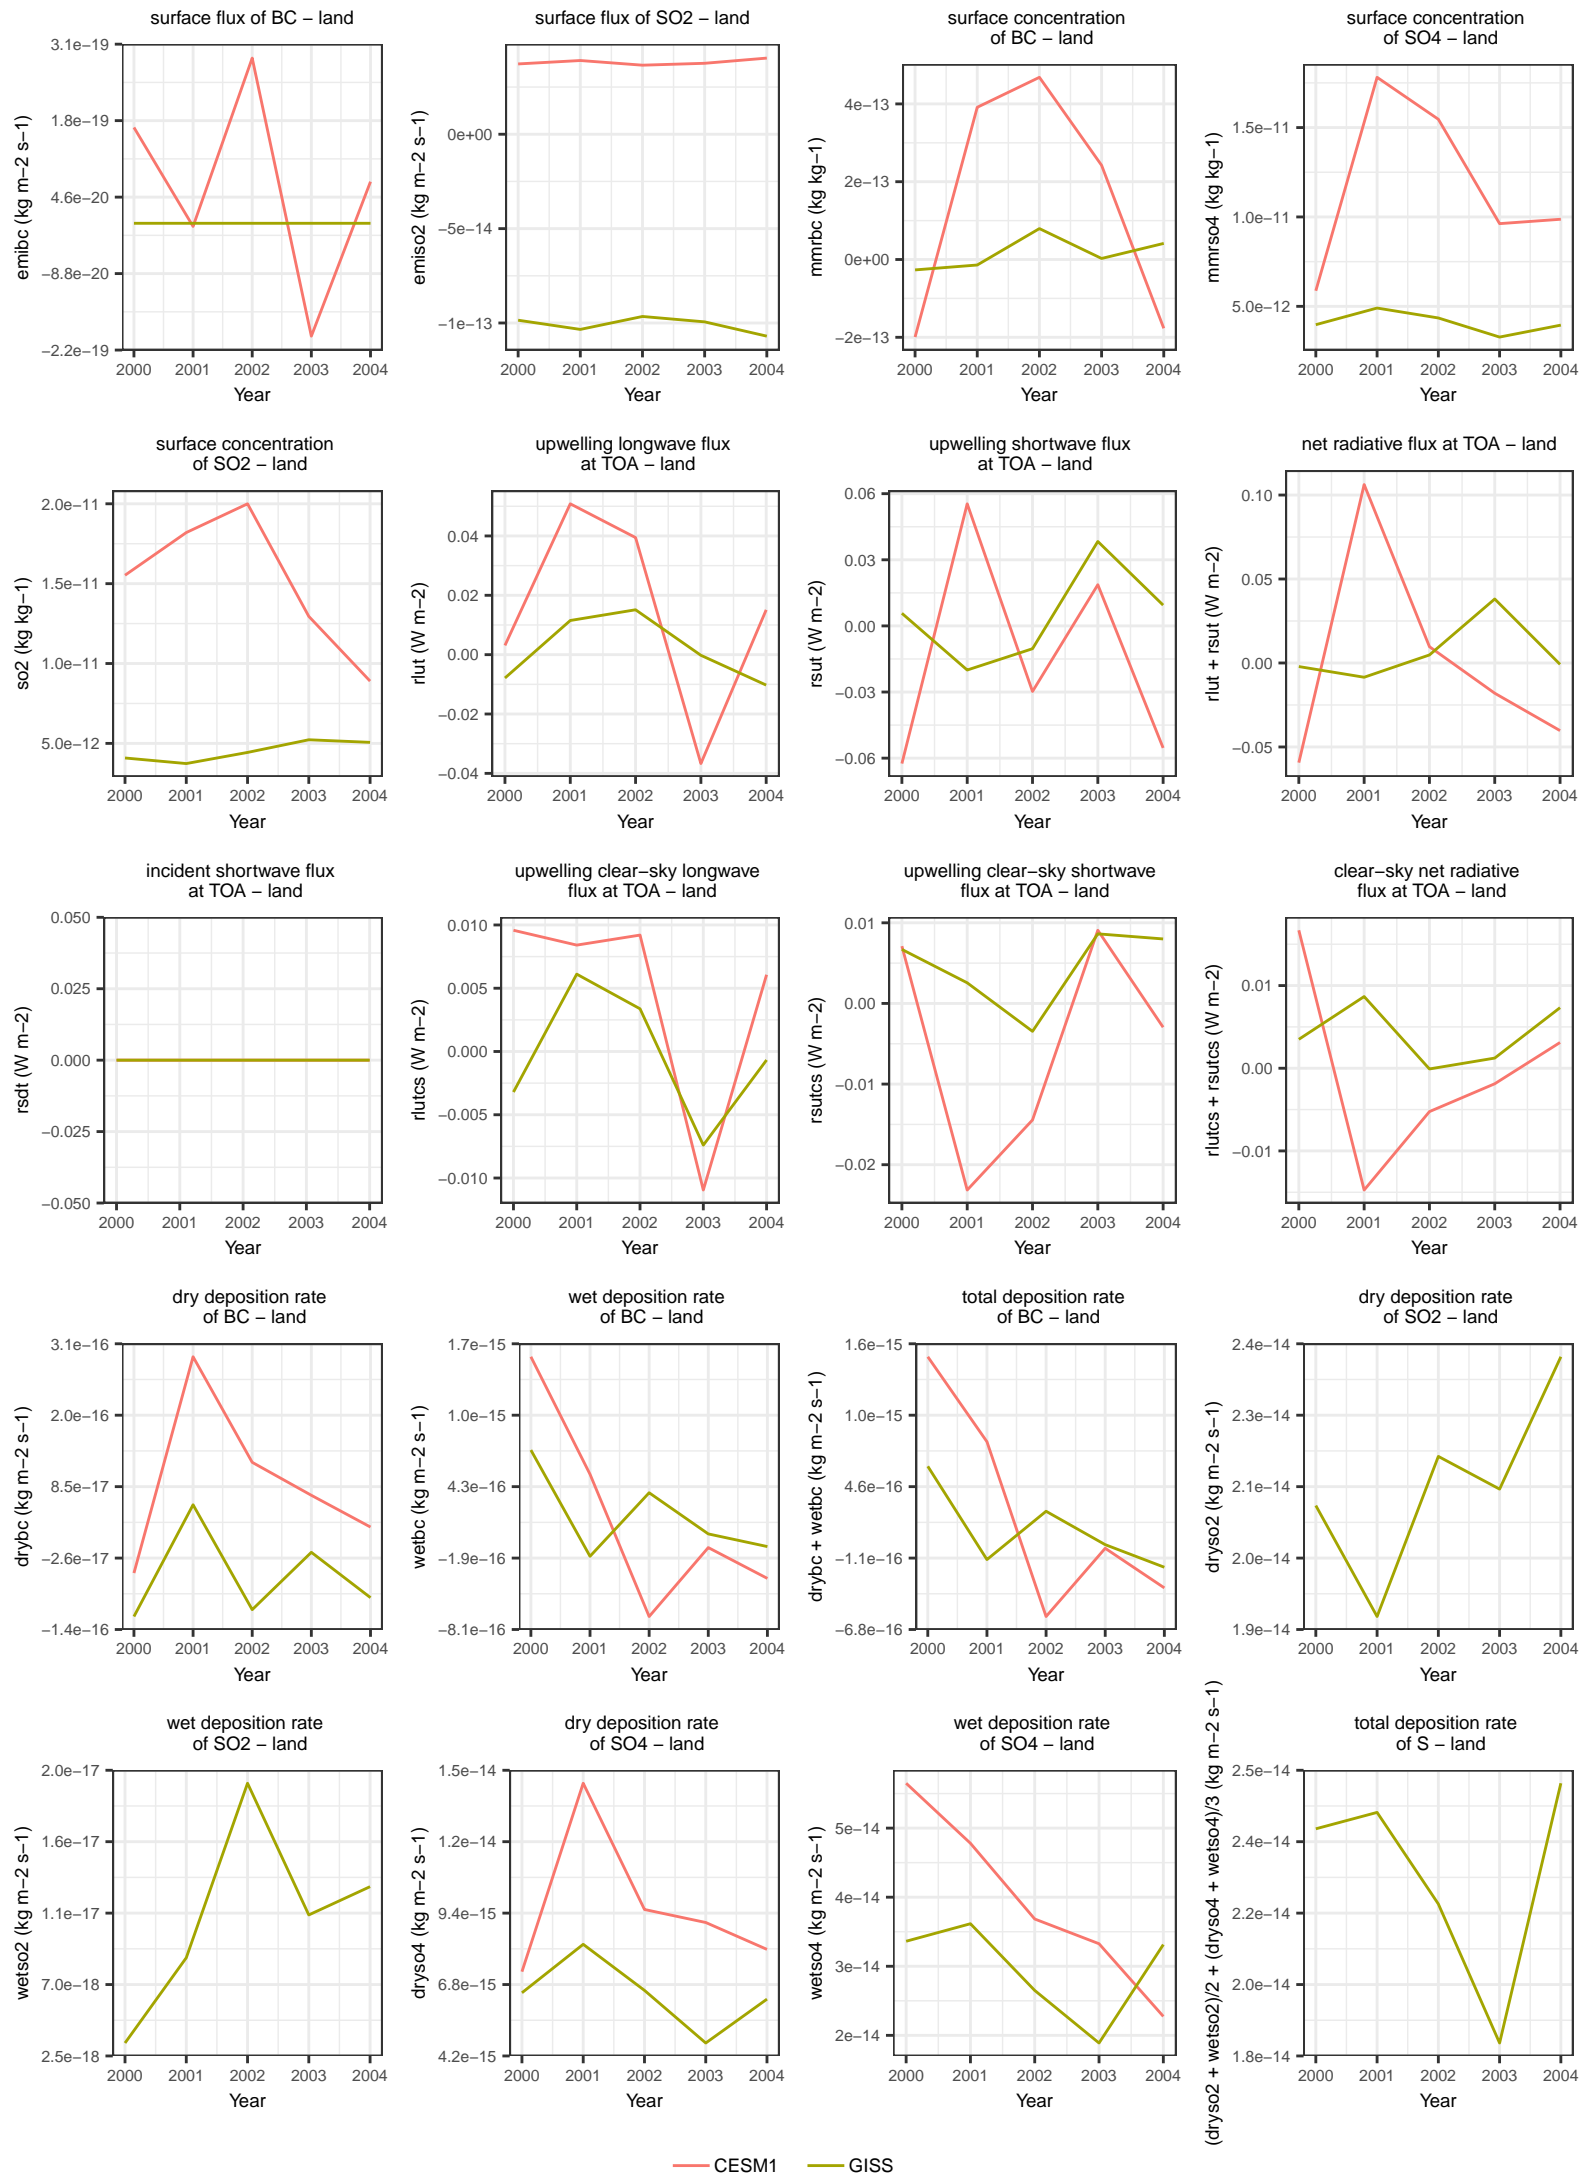 surface flux of BC − land
3.1e−19
1.8e−19
4.6e−20
−8.8e−20
−2.2e−19
emibc (kg m−2 s−1)
2000 2001 2002 2003 2004
Year
surface flux of SO2 − land
0e+00
−5e−14
−1e−13
emiso2 (kg m−2 s−1)
2000 2001 2002 2003 2004
Year
surface concentration
of BC − land
4e−13
2e−13
0e+00
−2e−13
mmrbc (kg kg−1)
2000 2001 2002 2003 2004
Year
surface concentration
of SO4 − land
1.5e−11
1.0e−11
5.0e−12
mmrso4 (kg kg−1)
2000 2001 2002 2003 2004
Year
surface concentration
of SO2 − land
2.0e−11
1.5e−11
1.0e−11
5.0e−12
so2 (kg kg−1)
2000 2001 2002 2003 2004
Year
upwelling longwave flux
at TOA − land
0.04
0.02
0.00
−0.02
−0.04
rlut (W m−2)
2000 2001 2002 2003 2004
Year
upwelling shortwave flux
at TOA − land
0.06
0.03
0.00
−0.03
−0.06
rsut (W m−2)
2000 2001 2002 2003 2004
Year
net radiative flux at TOA − land
0.10
0.05
0.00
−0.05
rlut + rsut (W m−2)
2000 2001 2002 2003 2004
Year
incident shortwave flux
at TOA − land
0.050
0.025
0.000
−0.025
−0.050
rsdt (W m−2)
2000 2001 2002 2003 2004
Year
upwelling clear−sky longwave
flux at TOA − land
0.010
0.005
0.000
−0.005
−0.010
rlutcs (W m−2)
2000 2001 2002 2003 2004
Year
upwelling clear−sky shortwave
flux at TOA − land
0.01
0.00
−0.01
−0.02
rsutcs (W m−2)
2000 2001 2002 2003 2004
Year
clear−sky net radiative
flux at TOA − land
0.01
0.00
−0.01
rlutcs + rsutcs (W m−2)
2000 2001 2002 2003 2004
Year
dry deposition rate
of BC − land
3.1e−16
2.0e−16
8.5e−17
−2.6e−17
−1.4e−16
drybc (kg m−2 s−1)
2000 2001 2002 2003 2004
Year
wet deposition rate
of BC − land
1.7e−15
1.0e−15
4.3e−16
−1.9e−16
−8.1e−16
wetbc (kg m−2 s−1)
2000 2001 2002 2003 2004
Year
total deposition rate
of BC − land
1.6e−15
1.0e−15
4.6e−16
−1.1e−16
−6.8e−16
drybc + wetbc (kg m−2 s−1)
2000 2001 2002 2003 2004
Year
dry deposition rate
of SO2 − land
2.4e−14
2.3e−14
2.1e−14
2.0e−14
1.9e−14
dryso2 (kg m−2 s−1)
2000 2001 2002 2003 2004
Year
wet deposition rate
of SO2 − land
2.0e−17
1.6e−17
1.1e−17
7.0e−18
2.5e−18
wetso2 (kg m−2 s−1)
2000 2001 2002 2003 2004
Year
dry deposition rate
of SO4 − land
1.5e−14
1.2e−14
9.4e−15
6.8e−15
4.2e−15
dryso4 (kg m−2 s−1)
2000 2001 2002 2003 2004
Year
wet deposition rate
of SO4 − land
5e−14
4e−14
3e−14
2e−14
wetso4 (kg m−2 s−1)
2000 2001 2002 2003 2004
Year
total deposition rate
of S − land
2.5e−14
2.4e−14
2.2e−14
2.0e−14
1.8e−14
(dryso2 + wetso2)/2 + (dryso4 + wetso4)/3 (kg m−2 s−1)
2000 2001 2002 2003 2004
Year
CESM1 GISS